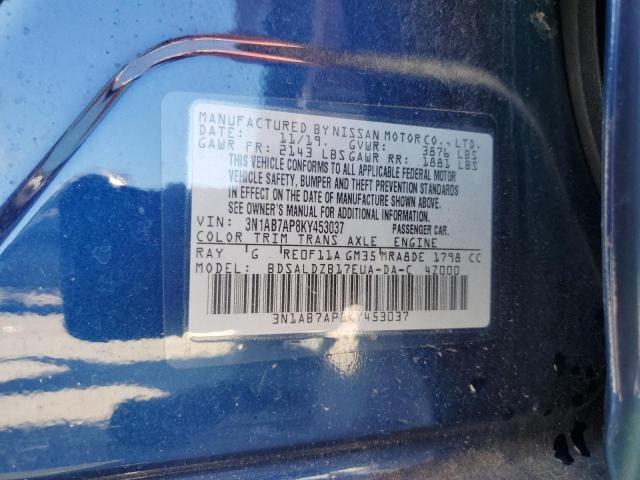 MANUFACTURED BY NISSAN MOTOR CO., LTD.
DATE: 11/19. GVWR: 3876 LBS
GAWR FR: 2143 LBS GAWR RR: 1881 LBS
THIS VEHICLE CONFORMS TO ALL APPLICABLE FEDERAL MOTOR
VEHICLE SAFETY, BUMPER AND THEFT PREVENTION STANDARDS
IN EFFECT ON THE DATE OF MANUFACTURE SHOWN ABOVE.
SEE OWNER'S MANUAL FOR ADDITIONAL INFORMATION.
VIN: 3N1AB7AP8KY453037 PASSENGER CAR.
COLOR TRIM TRANS AXLE ENGINE
RAY G RE0F11A GM35 MRA8DE 1798 CC
MODEL: BDSALDZB17EUA-DA-C 47000
3N1AB7AP8KY453037